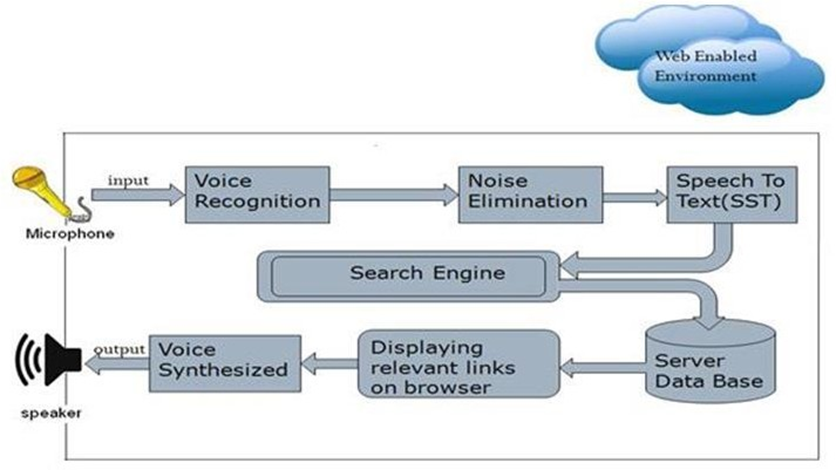 Web Enabled
Environment
input
Voice
Recognition
Noise
Elimination
Speech To
Text(SST)
Microphone
Search Engine
output
Voice
Synthesized
Displaying
relevant links
on browser
Server
Data Base
speaker